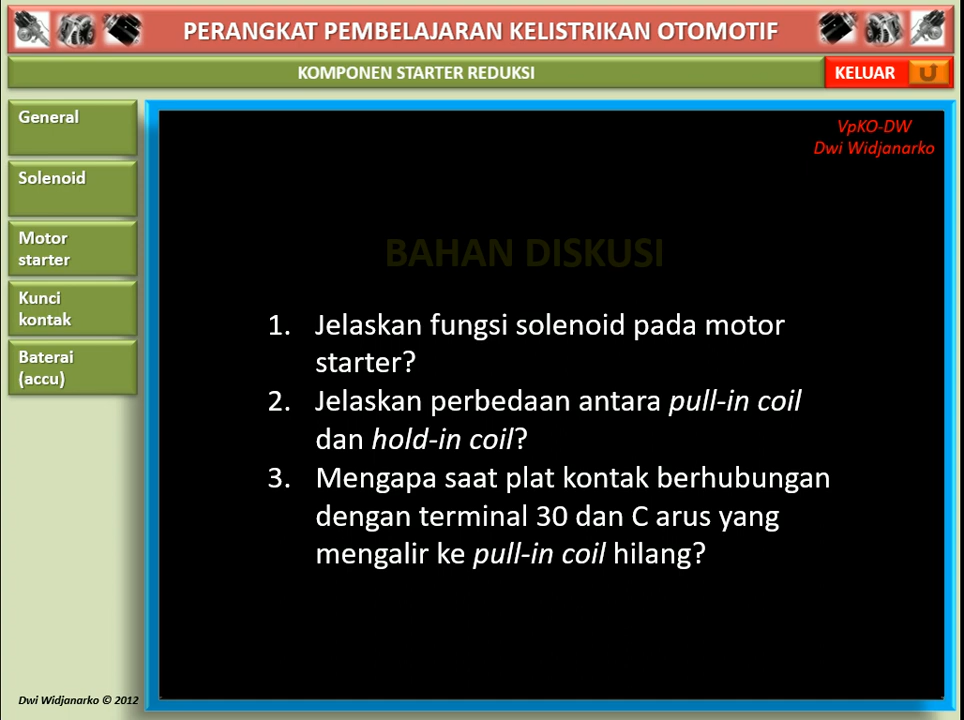 PERANGKAT PEMBELAJARAN KELISTRIKAN OTOMOTIF
KOMPONEN STARTER REDUKSI
KELUAR
General
Solenoid
Motor
starter
Kunci
kontak
Baterai
(accu)
VpKO-DW
Dwi Widjanarko
BAHAN DISKUSI
1. Jelaskan fungsi solenoid pada motor
starter?
2. Jelaskan perbedaan antara pull-in coil
dan hold-in coil?
3. Mengapa saat plat kontak berhubungan
dengan terminal 30 dan C arus yang
mengalir ke pull-in coil hilang?
Dwi Widjanarko © 2012